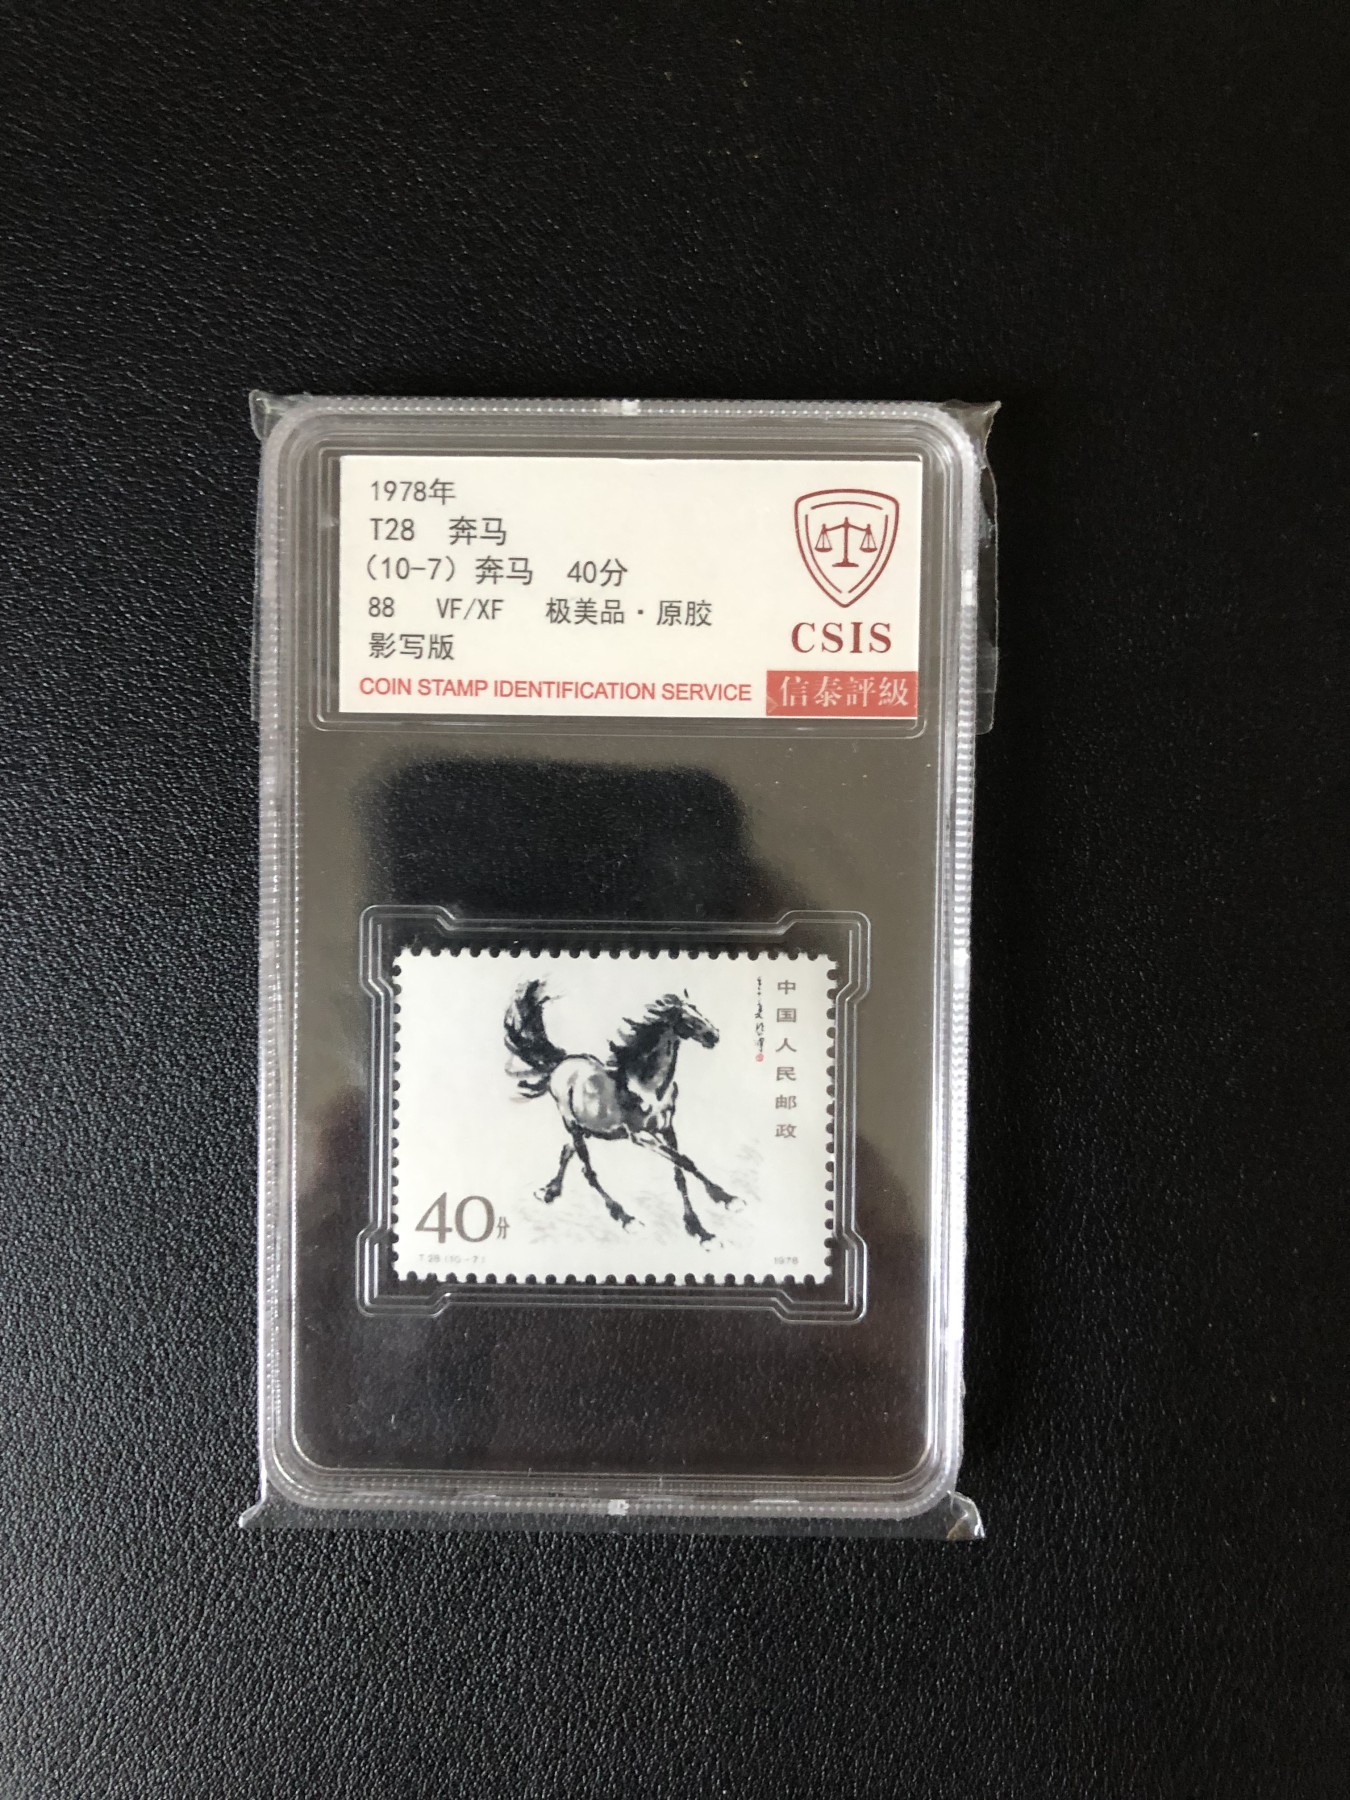 1978年
T28 奔马
(10-7) 奔马 40分
88 VF/XF 极美品·原胶
影写版
COIN STAMP IDENTIFICATION SERVICE
CSIS
信泰評級
中国人民邮政
40分
T.28 (10-7)
1978